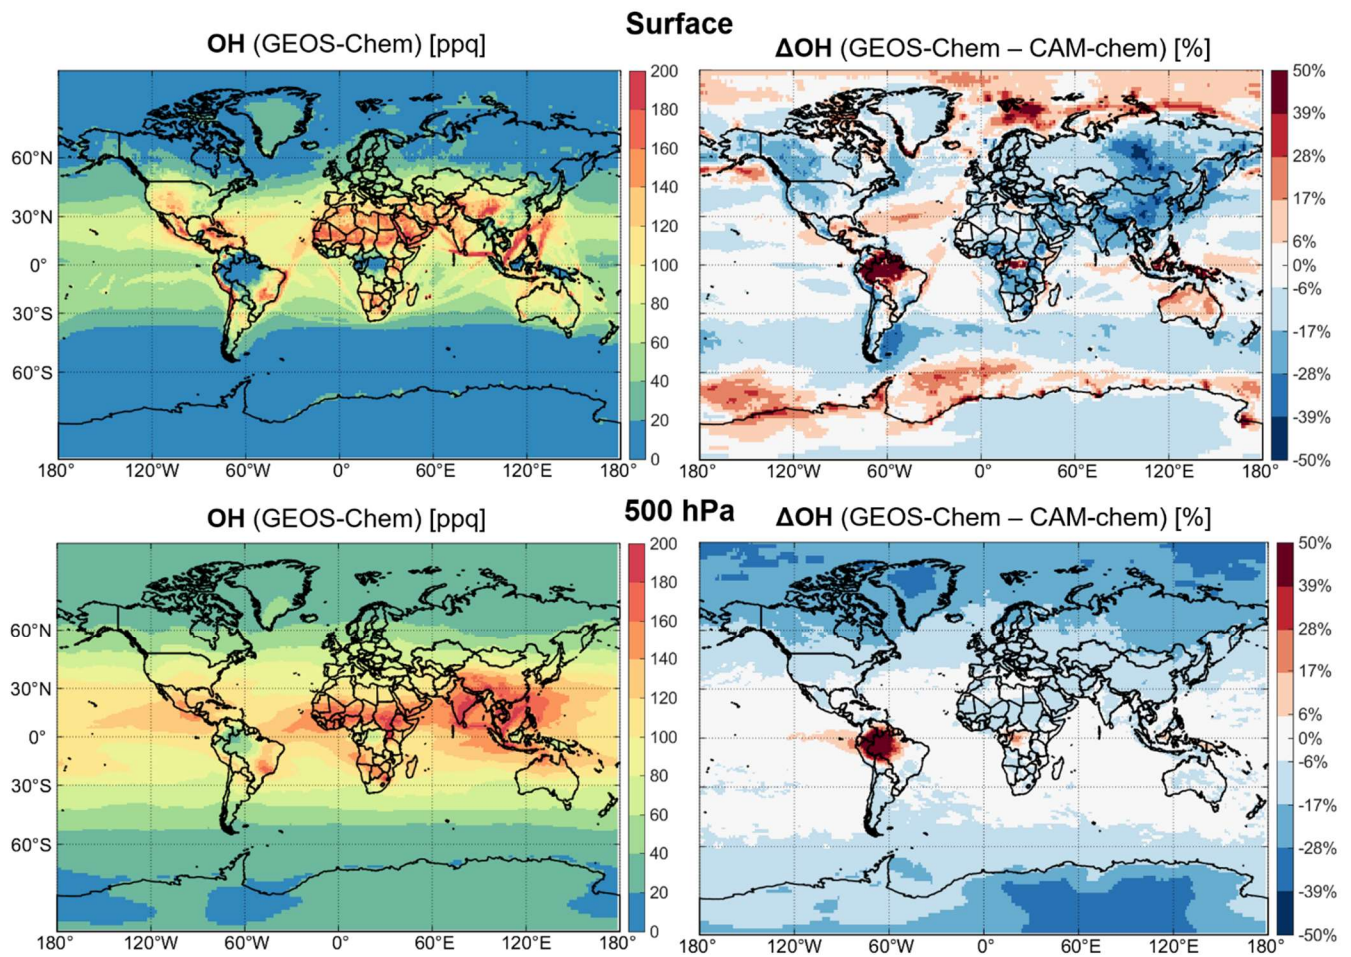 Surface
OH (GEOS-Chem) [ppq]
ΔOH (GEOS-Chem – CAM-chem) [%]
200
180
160
140
120
100
80
60
40
20
0
50%
39%
28%
17%
6%
0%
-6%
-17%
-28%
-39%
-50%
60°N
30°N
0°
30°S
60°S
180° 120°W 60°W 0° 60°E 120°E 180°
180° 120°W 60°W 0° 60°E 120°E 180°
500 hPa
OH (GEOS-Chem) [ppq]
ΔOH (GEOS-Chem – CAM-chem) [%]
200
180
160
140
120
100
80
60
40
20
0
50%
39%
28%
17%
6%
0%
-6%
-17%
-28%
-39%
-50%
60°N
30°N
0°
30°S
60°S
180° 120°W 60°W 0° 60°E 120°E 180°
180° 120°W 60°W 0° 60°E 120°E 180°